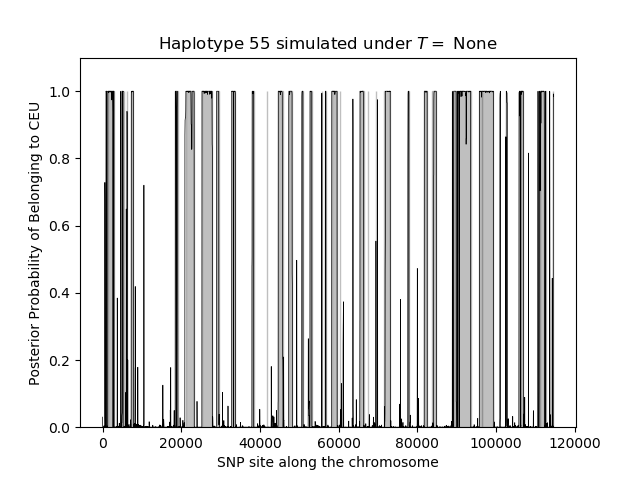 Haplotype 55 simulated under T = None
Posterior Probability of Belonging to CEU
1.0
0.8
0.6
0.4
0.2
0.0
0 20000 40000 60000 80000 100000 120000
SNP site along the chromosome